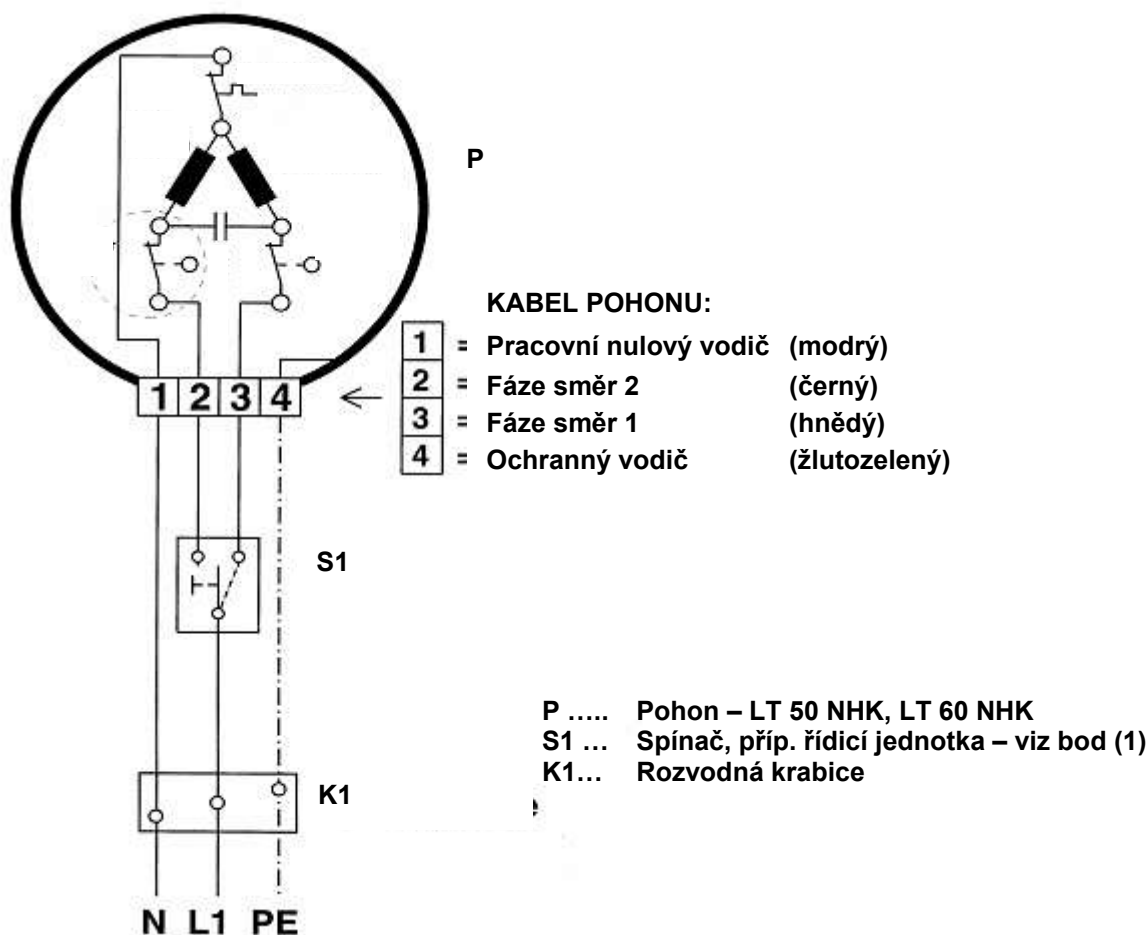 P
KABEL POHONU:
1 = Pracovní nulový vodič (modrý)
2 = Fáze směr 2 (černý)
3 = Fáze směr 1 (hnědý)
4 = Ochranný vodič (žlutozelený)
1 2 3 4
S1
P ….. Pohon – LT 50 NHK, LT 60 NHK
S1 … Spínač, příp. řídicí jednotka – viz bod (1)
K1… Rozvodná krabice
K1
N L1 PE